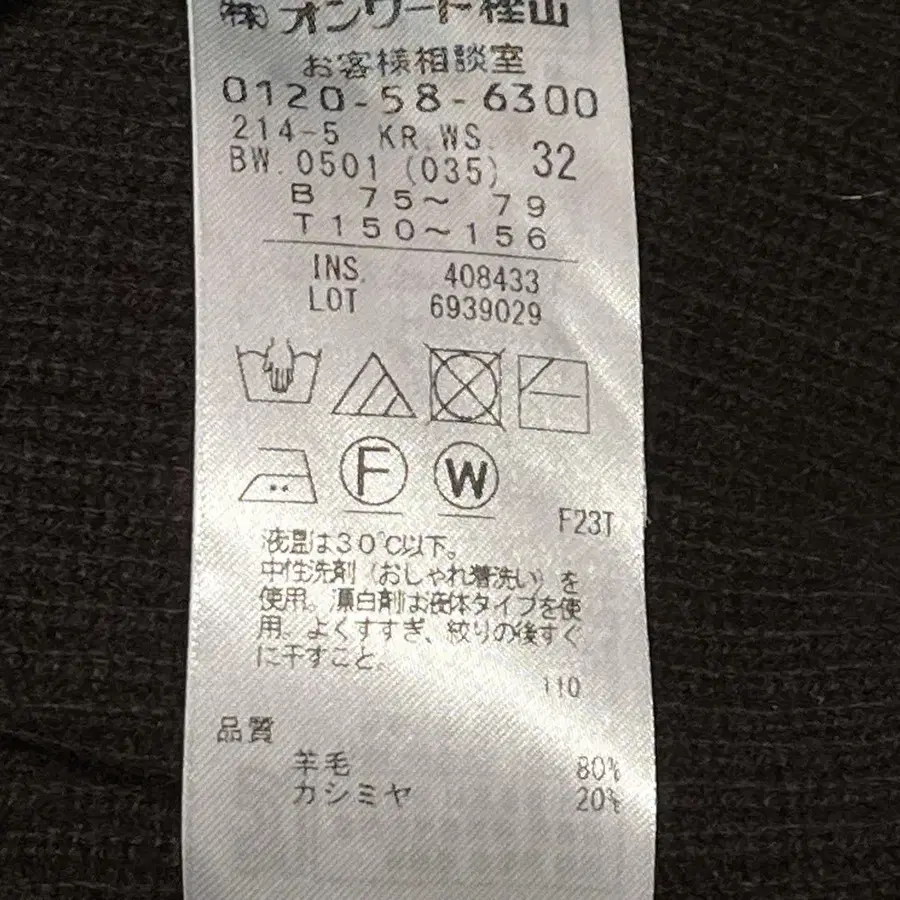 ㈱オンワード樫山
お客様相談室
0120-58-6300
214-5 KR.WS.
BW.0501 (035) 32
B 75～ 79
T 150～156
INS. 408433
LOT 6939029
F
W
F23T
液温は30℃以下。
中性洗剤（おしゃれ着洗い）を
使用。漂白剤は液体タイプを使
用。よくすすぎ、絞りの後すぐ
に干すこと。
110
品質
羊毛 80%
カシミヤ 20%